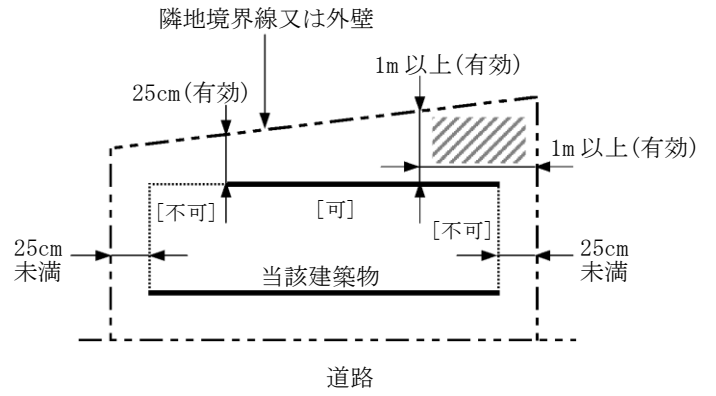 隣地境界線又は外壁
1m 以上(有効)
25cm(有効)
1m 以上(有効)
[不可]
[可]
[不可]
25cm
未満
25cm
未満
当該建築物
道路